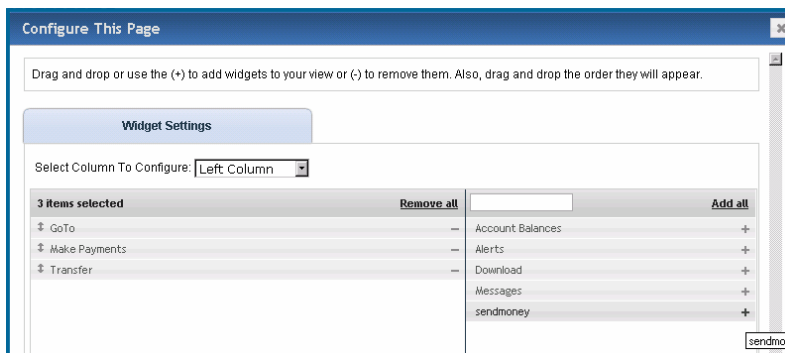 Configure This Page
Drag and drop or use the (+) to add widgets to your view or (-) to remove them. Also, drag and drop the order they will appear.
Widget Settings
Select Column To Configure: Left Column
3 items selected Remove all Add all
GoTo − Account Balances +
Make Payments − Alerts +
Transfer − Download +
Messages +
sendmoney +
sendmo